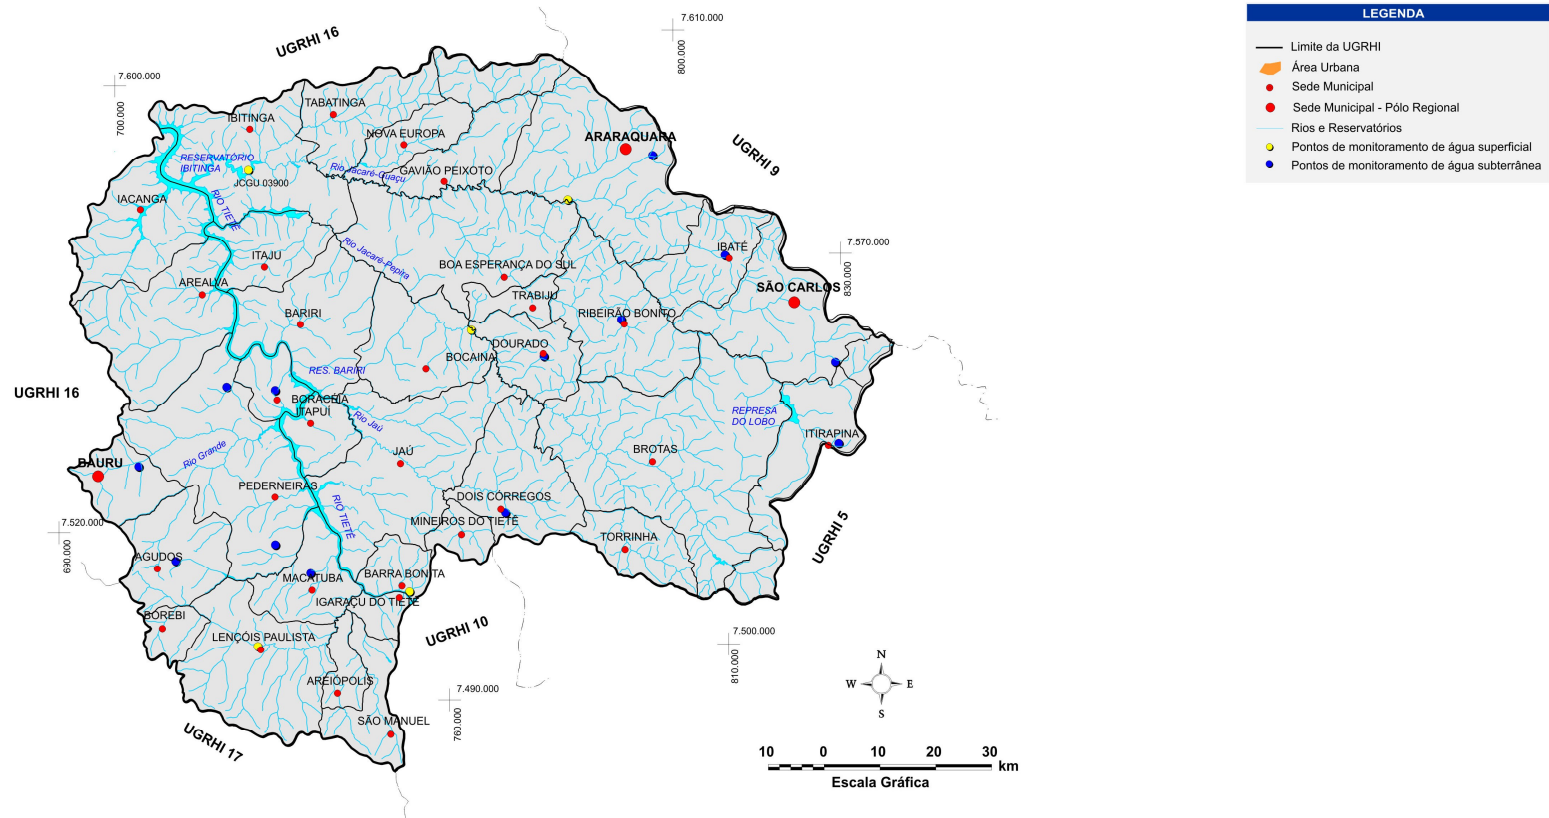 LEGENDA
Limite da UGRHI
Área Urbana
Sede Municipal
Sede Municipal - Pólo Regional
Rios e Reservatórios
Pontos de monitoramento de água superficial
Pontos de monitoramento de água subterrânea
UGRHI 16
7.610.000
800.000
7.600.000
700.000
TABATINGA
IBITINGA
NOVA EUROPA
ARARAQUARA
UGRHI 9
RESERVATÓRIO
IBITINGA
JCGU 03900
Rio Jacaré-Guaçu
GAVIÃO PEIXOTO
IACANGA
RIO TIETÊ
Rio Jacaré-Pepira
ITAJU
IBATÉ
7.570.000
830.000
BOA ESPERANÇA DO SUL
AREALVA
TRABIJU
SÃO CARLOS
BARIRI
RIBEIRÃO BONITO
DOURADO
BOCAINA
RES. BARIRI
UGRHI 16
BORACÉIA
ITAPUÍ
Rio Jaú
REPRESA
DO LOBO
ITIRAPINA
Rio Grande
JAÚ
BROTAS
BAURU
PEDERNEIRAS
RIO TIETÊ
DOIS CÓRREGOS
MINEIROS DO TIETÊ
7.520.000
690.000
TORRINHA
UGRHI 5
AGUDOS
MACATUBA
BARRA BONITA
IGARAÇU DO TIETÊ
BOREBI
UGRHI 10
LENÇÓIS PAULISTA
7.500.000
810.000
AREIÓPOLIS
7.490.000
760.000
SÃO MANUEL
UGRHI 17
N
W
E
S
10 0 10 20 30
km
Escala Gráfica